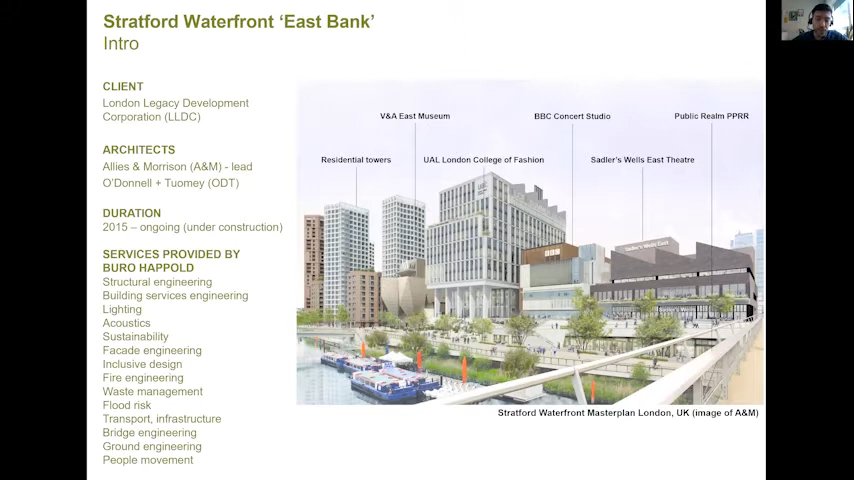 Stratford Waterfront ‘East Bank’
Intro
CLIENT
London Legacy Development
Corporation (LLDC)
ARCHITECTS
Allies & Morrison (A&M) - lead
O’Donnell + Tuomey (ODT)
DURATION
2015 – ongoing (under construction)
SERVICES PROVIDED BY
BURO HAPPOLD
Structural engineering
Building services engineering
Lighting
Acoustics
Sustainability
Facade engineering
Inclusive design
Fire engineering
Waste management
Flood risk
Transport, infrastructure
Bridge engineering
Ground engineering
People movement
V&A East Museum
BBC Concert Studio
Public Realm PPRR
Residential towers
UAL London College of Fashion
Sadler’s Wells East Theatre
Sadler's Wells East
Stratford Waterfront Masterplan London, UK (image of A&M)